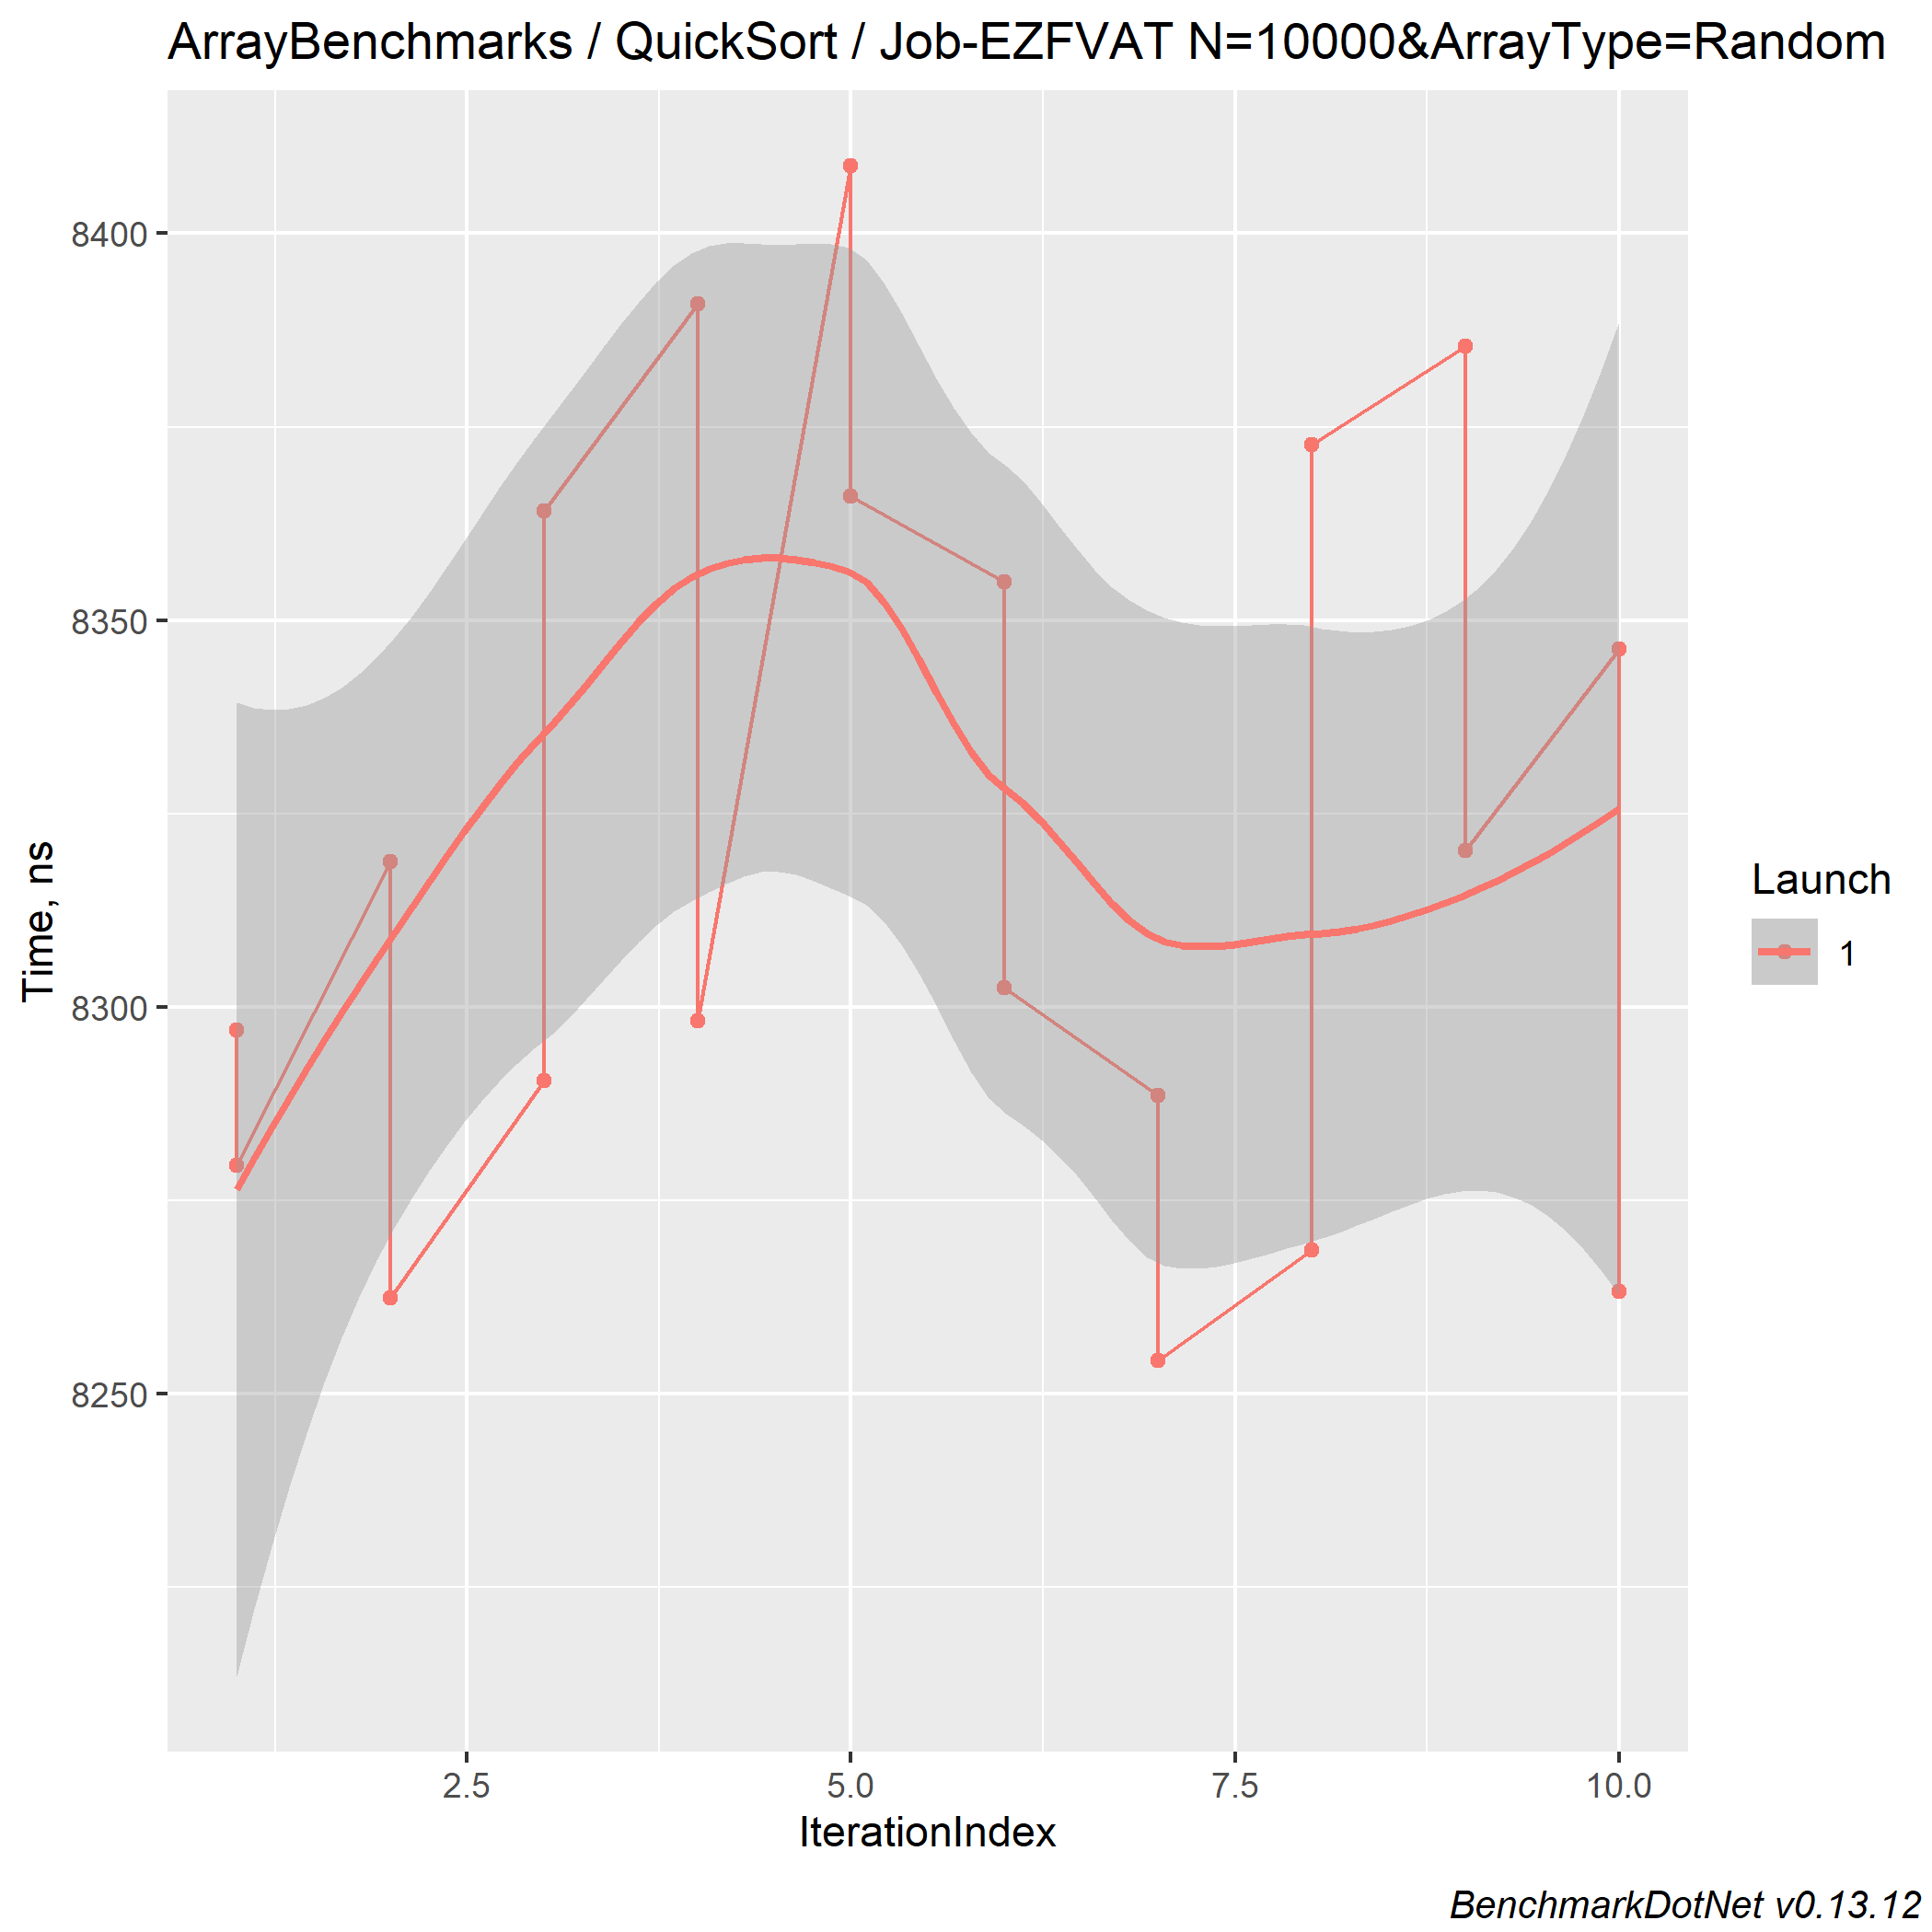 ArrayBenchmarks / QuickSort / Job-EZFVAT N=10000&ArrayType=Random
Time, ns
8400
8350
8300
8250
2.5
5.0
7.5
10.0
IterationIndex
Launch
1
BenchmarkDotNet v0.13.12